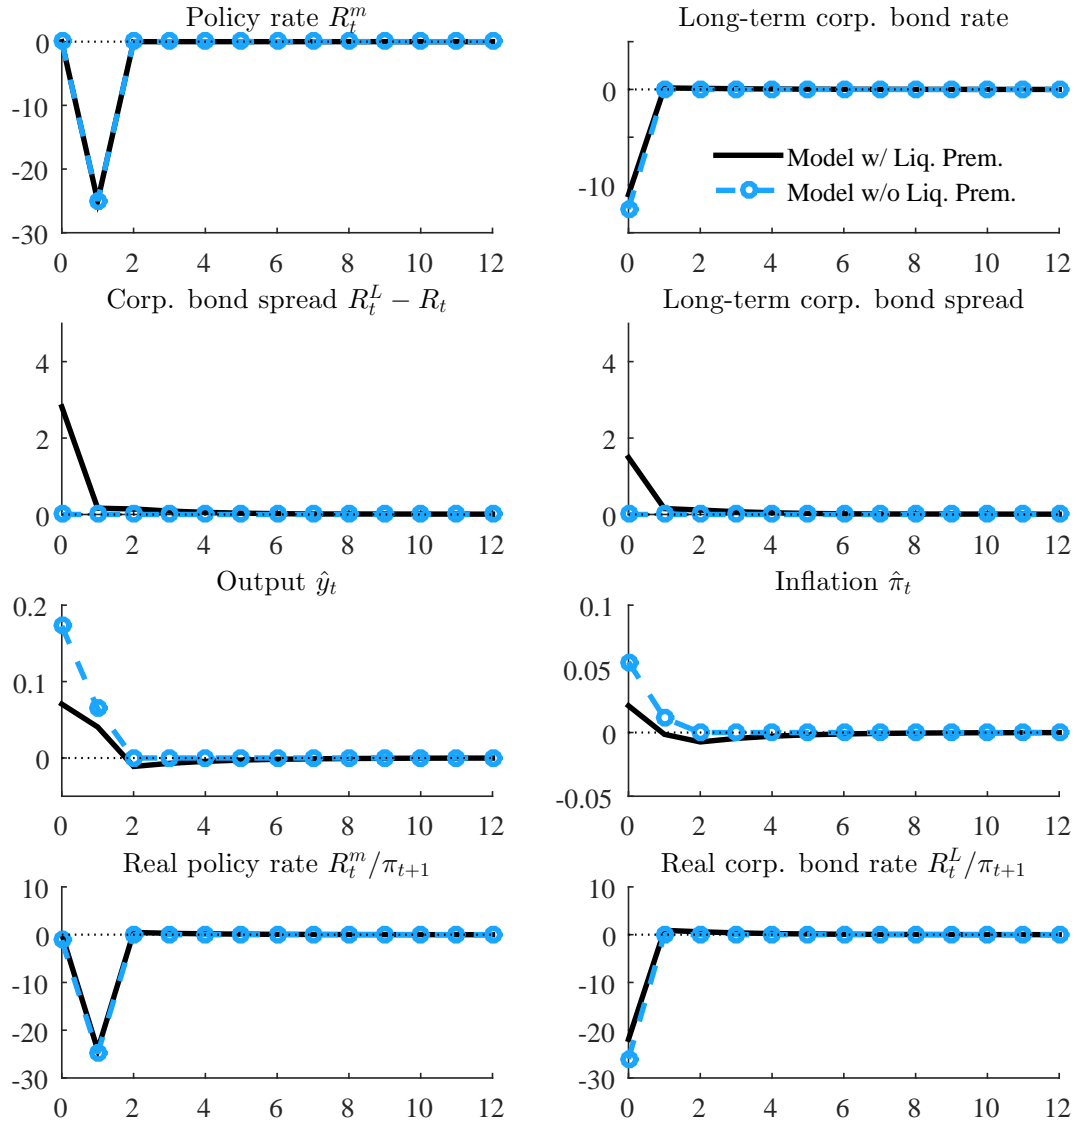 Policy rate $R_t^m$
0
-10
-20
-30
0 2 4 6 8 10 12
Long-term corp. bond rate
0
-10
Model w/ Liq. Prem.
Model w/o Liq. Prem.
0 2 4 6 8 10 12
Corp. bond spread $R_t^L - R_t$
4
2
0
0 2 4 6 8 10 12
Long-term corp. bond spread
4
2
0
0 2 4 6 8 10 12
Output $\hat{y}_t$
0.2
0.1
0
0 2 4 6 8 10 12
Inflation $\hat{\pi}_t$
0.1
0.05
0
-0.05
0 2 4 6 8 10 12
Real policy rate $R_t^m/\pi_{t+1}$
10
0
-10
-20
-30
0 2 4 6 8 10 12
Real corp. bond rate $R_t^L/\pi_{t+1}$
10
0
-10
-20
-30
0 2 4 6 8 10 12